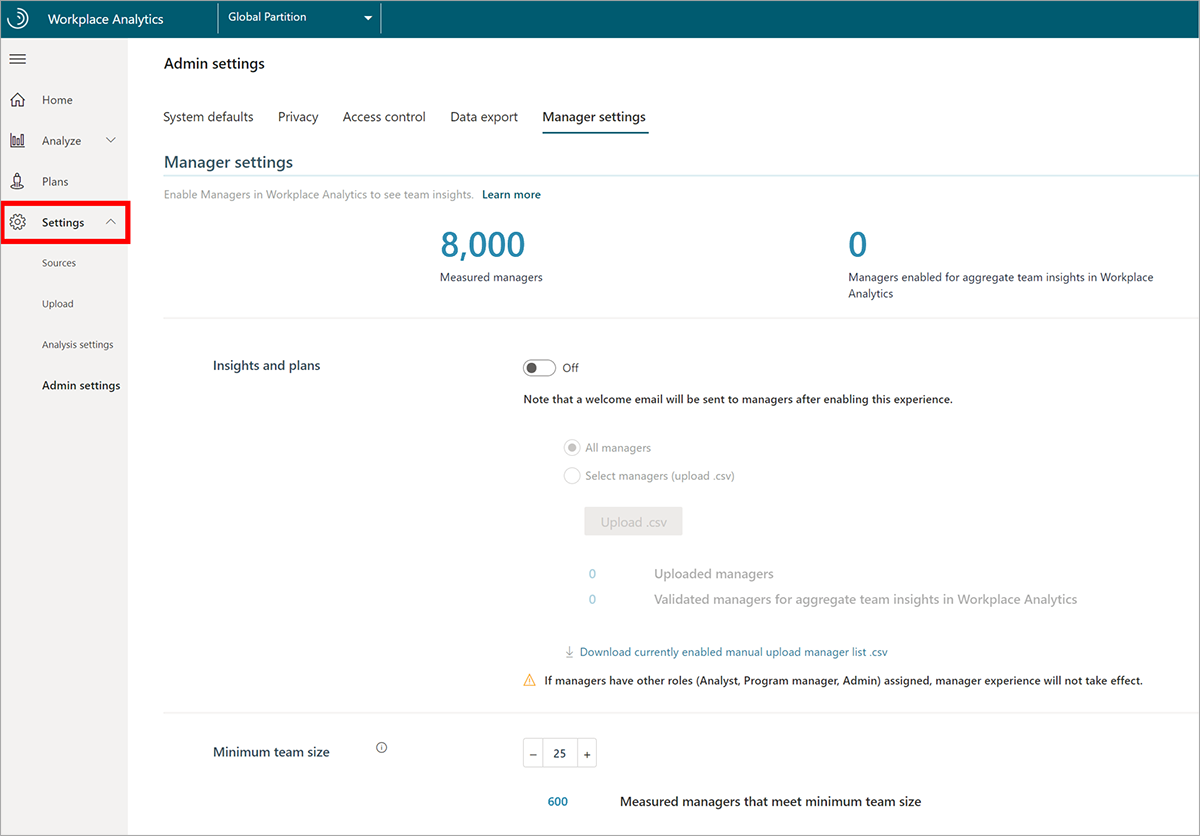 Workplace Analytics
Global Partition
Home
Analyze
Plans
Settings
Sources
Upload
Analysis settings
Admin settings
Admin settings
System defaults Privacy Access control Data export Manager settings
Manager settings
Enable Managers in Workplace Analytics to see team insights. Learn more
8,000
Measured managers
0
Managers enabled for aggregate team insights in Workplace
Analytics
Insights and plans
Off
Note that a welcome email will be sent to managers after enabling this experience.
All managers
Select managers (upload .csv)
Upload .csv
0 Uploaded managers
0 Validated managers for aggregate team insights in Workplace Analytics
Download currently enabled manual upload manager list .csv
If managers have other roles (Analyst, Program manager, Admin) assigned, manager experience will not take effect.
Minimum team size
− 25 +
600 Measured managers that meet minimum team size